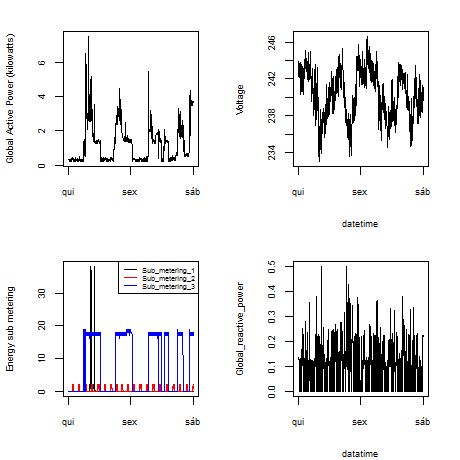 Global Active Power (kilowatts)
0 2 4 6
qui sex sáb
Voltage
234 238 242 246
qui sex sáb
datetime
Energy sub metering
0 10 20 30
Sub_metering_1
Sub_metering_2
Sub_metering_3
qui sex sáb
Global_reactive_power
0.0 0.1 0.2 0.3 0.4 0.5
qui sex sáb
datatime